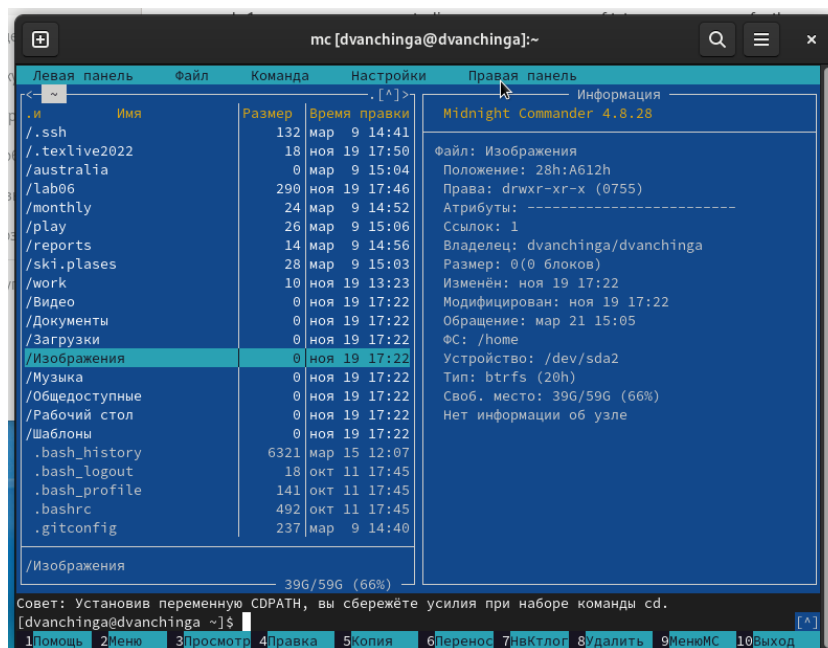 mc [dvanchinga@dvanchinga]:~
Левая панель Файл Команда Настройки Правая панель
<— ~ .[^]>
.и Имя Размер Время правки
/.ssh 132 мар 9 14:41
/.texlive2022 18 ноя 19 17:50
/australia 0 мар 9 15:04
/lab06 290 ноя 19 17:46
/monthly 24 мар 9 14:52
/play 26 мар 9 15:06
/reports 14 мар 9 14:56
/ski.plases 28 мар 9 15:03
/work 10 ноя 19 13:23
/Видео 0 ноя 19 17:22
/Документы 0 ноя 19 17:22
/Загрузки 0 ноя 19 17:22
/Изображения 0 ноя 19 17:22
/Музыка 0 ноя 19 17:22
/Общедоступные 0 ноя 19 17:22
/Рабочий стол 0 ноя 19 17:22
/Шаблоны 0 ноя 19 17:22
.bash_history 6321 мар 15 12:07
.bash_logout 18 окт 11 17:45
.bash_profile 141 окт 11 17:45
.bashrc 492 окт 11 17:45
.gitconfig 237 мар 9 14:40
/Изображения
39G/59G (66%)
Информация
Midnight Commander 4.8.28
Файл: Изображения
Положение: 28h:A612h
Права: drwxr-xr-x (0755)
Атрибуты: -------------------------
Ссылок: 1
Владелец: dvanchinga/dvanchinga
Размер: 0(0 блоков)
Изменён: ноя 19 17:22
Модифицирован: ноя 19 17:22
Обращение: мар 21 15:05
ФС: /home
Устройство: /dev/sda2
Тип: btrfs (20h)
Своб. место: 39G/59G (66%)
Нет информации об узле
Совет: Установив переменную CDPATH, вы сбережёте усилия при наборе команды cd.
[dvanchinga@dvanchinga ~]$ [^]
1Помощь 2Меню 3Просмотр 4Правка 5Копия 6Перенос 7НвКтлог 8Удалить 9МенюMC 10Выход